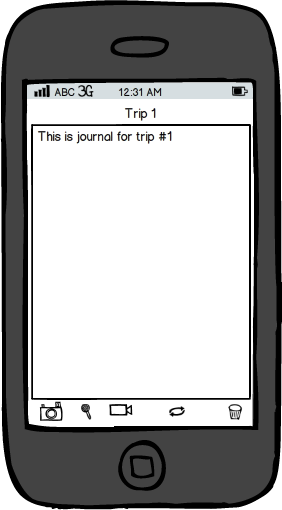 ABC 3G 12:31 AM
Trip 1
This is journal for trip #1